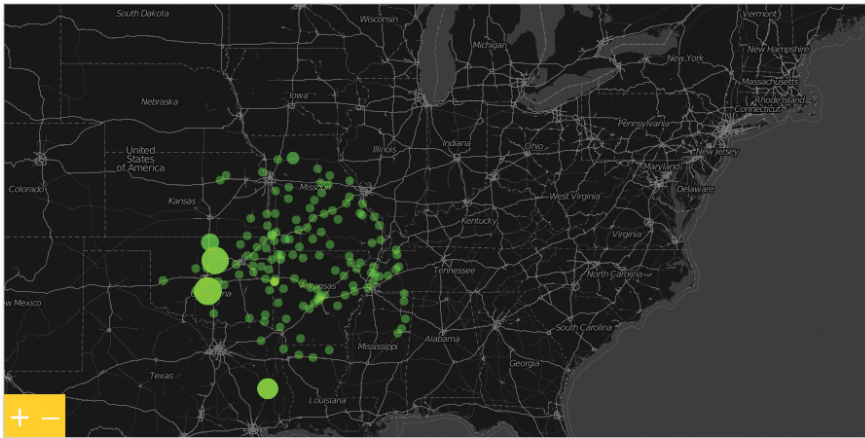 South Dakota
Wisconsin
Vermont
Michigan
New York
New Hampshire
Massachusetts
Rhode Island
Connecticut
Nebraska
Iowa
Pennsylvania
United
States
of America
Illinois
Indiana
Ohio
New Jersey
Maryland
Delaware
Colorado
Kansas
Missouri
West Virginia
Kentucky
Virginia
Tennessee
North Carolina
ew Mexico
Arkansas
South Carolina
Mississippi
Alabama
Georgia
Texas
Louisiana
+ −